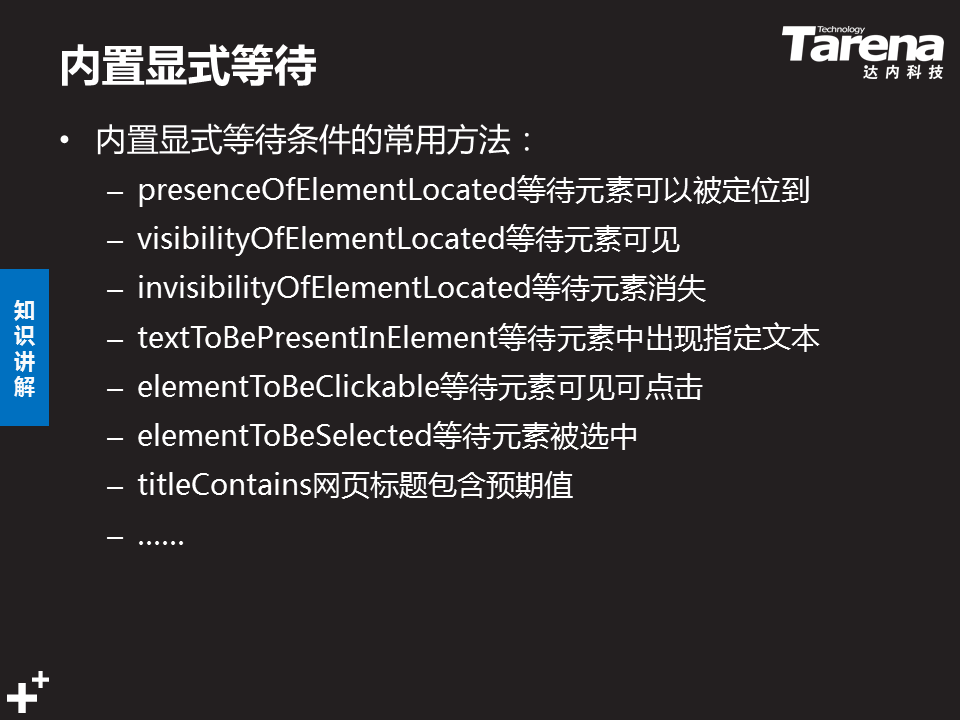 内置显式等待
Technology
Tarena
达内科技
• 内置显式等待条件的常用方法：
– presenceOfElementLocated等待元素可以被定位到
– visibilityOfElementLocated等待元素可见
– invisibilityOfElementLocated等待元素消失
– textToBePresentInElement等待元素中出现指定文本
– elementToBeClickable等待元素可见可点击
– elementToBeSelected等待元素被选中
– titleContains网页标题包含预期值
– ……
知
识
讲
解